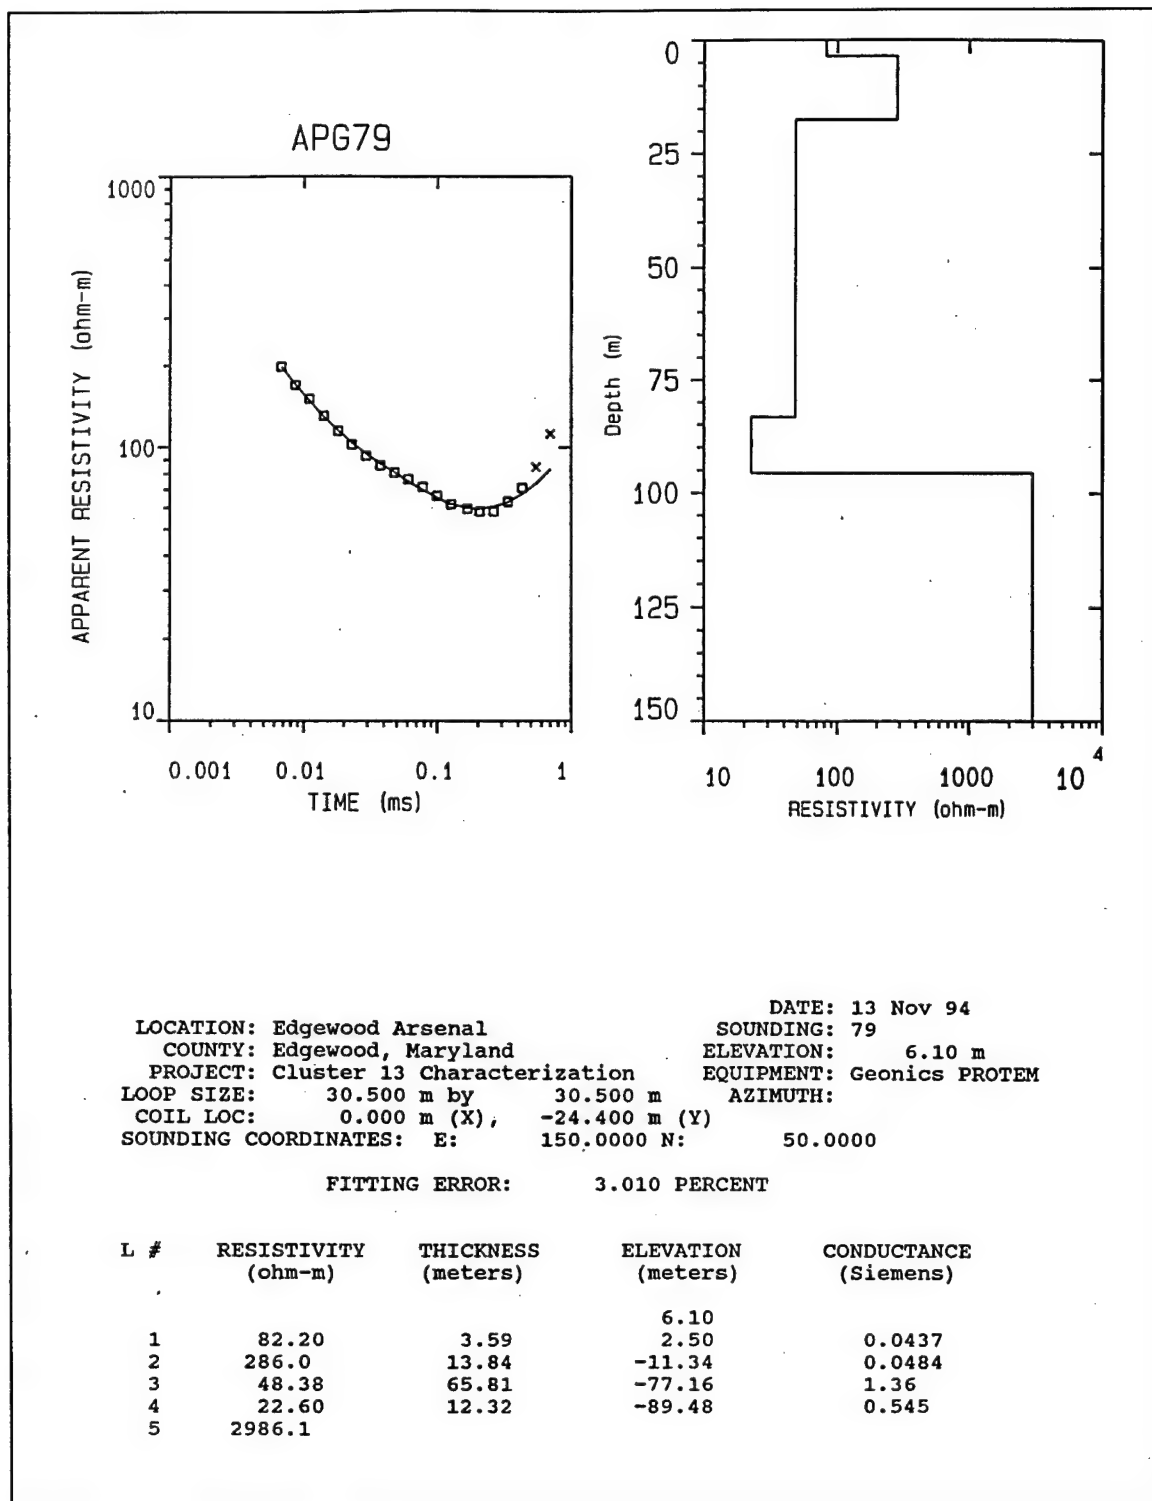 APG79
1000
100
10
APPARENT RESISTIVITY (ohm-m)
0.001 0.01 0.1 1
TIME (ms)
0
25
50
75
100
125
150
Depth (m)
10 100 1000 10 4
RESISTIVITY (ohm-m)
DATE: 13 Nov 94
LOCATION: Edgewood Arsenal SOUNDING: 79
COUNTY: Edgewood, Maryland ELEVATION: 6.10 m
PROJECT: Cluster 13 Characterization EQUIPMENT: Geonics PROTEM
LOOP SIZE: 30.500 m by 30.500 m AZIMUTH:
COIL LOC: 0.000 m (X), -24.400 m (Y)
SOUNDING COORDINATES: E: 150.0000 N: 50.0000
FITTING ERROR: 3.010 PERCENT
L # RESISTIVITY THICKNESS ELEVATION CONDUCTANCE
(ohm-m) (meters) (meters) (Siemens)
6.10
1 82.20 3.59 2.50 0.0437
2 286.0 13.84 -11.34 0.0484
3 48.38 65.81 -77.16 1.36
4 22.60 12.32 -89.48 0.545
5 2986.1